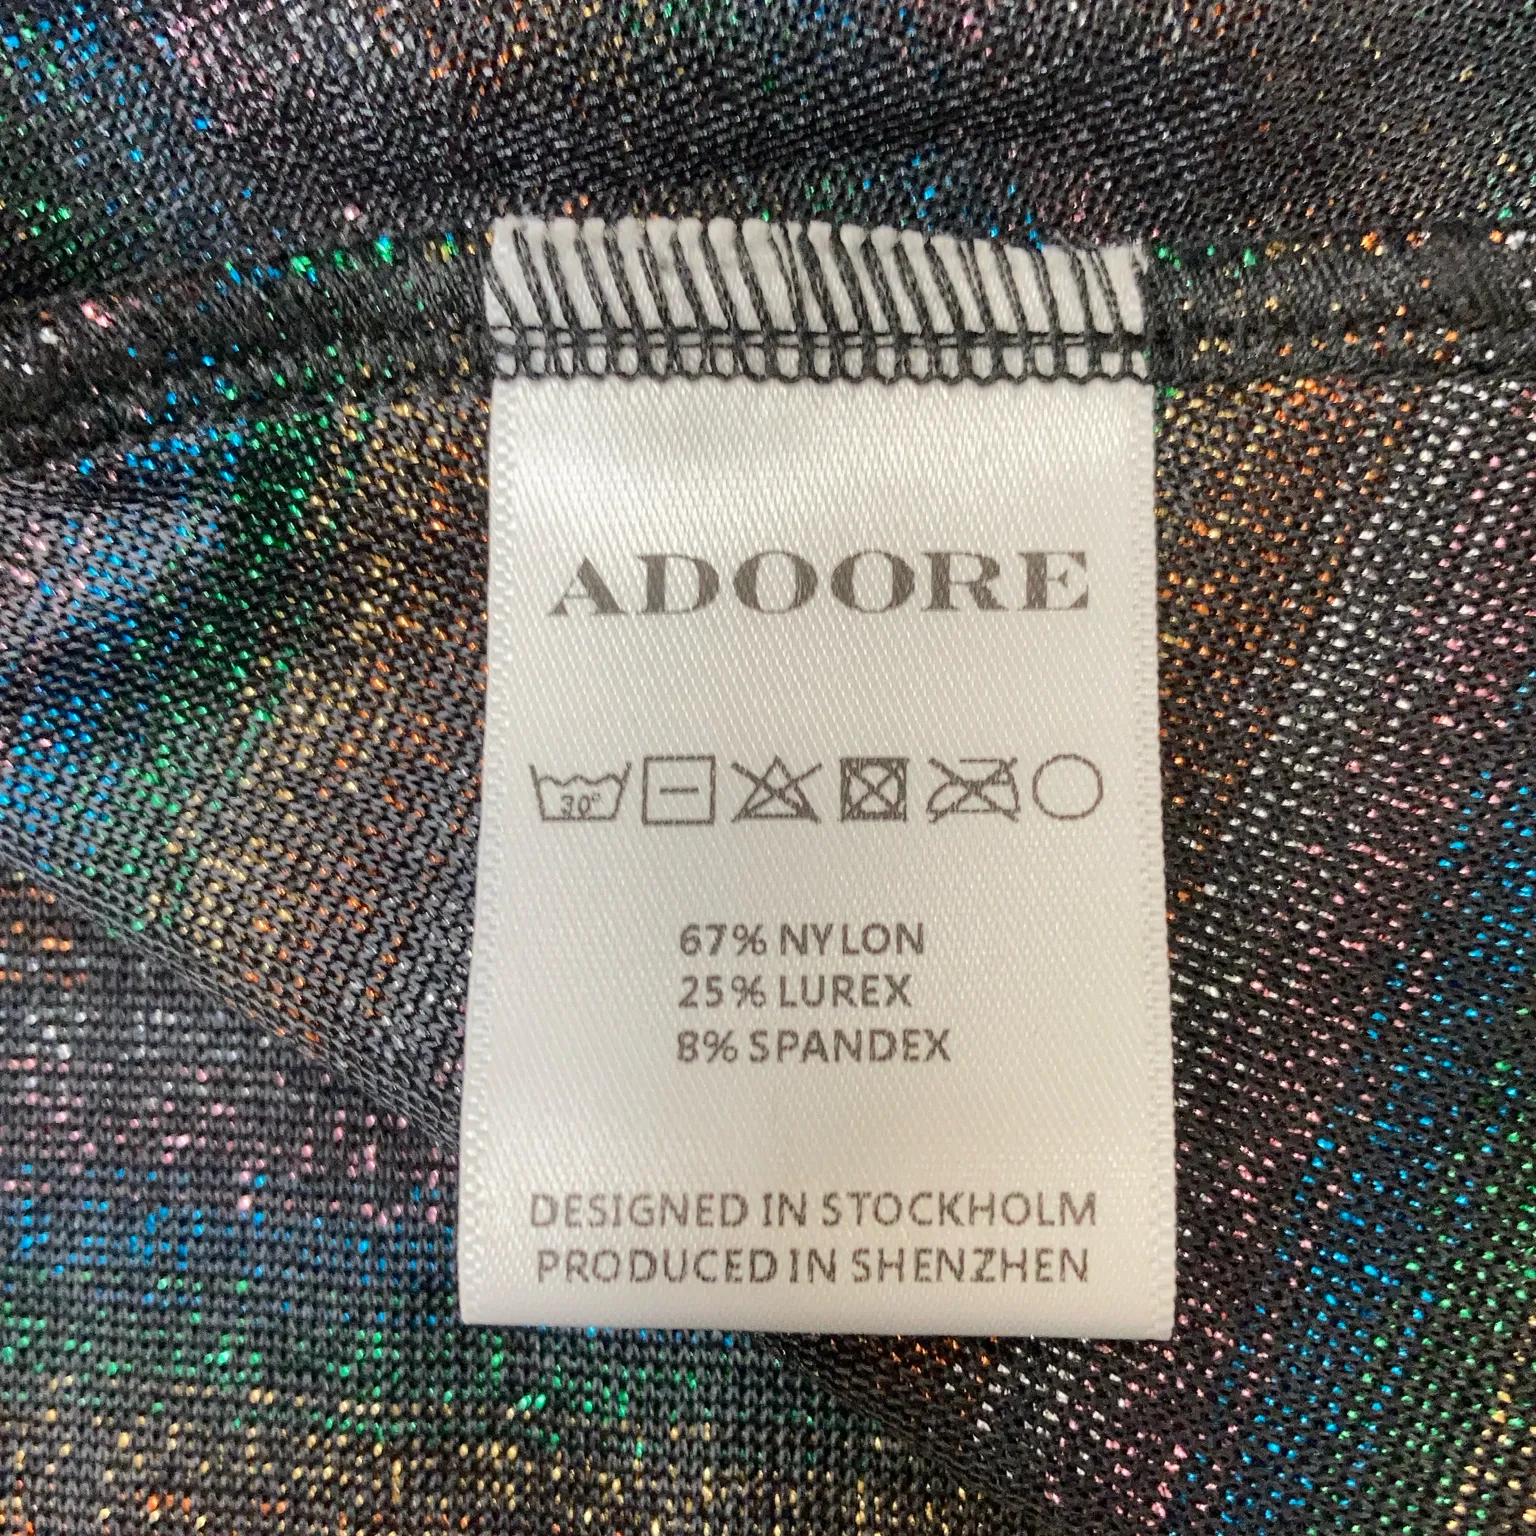 ADOORE
30°
67% NYLON
25% LUREX
8% SPANDEX
DESIGNED IN STOCKHOLM
PRODUCED IN SHENZHEN